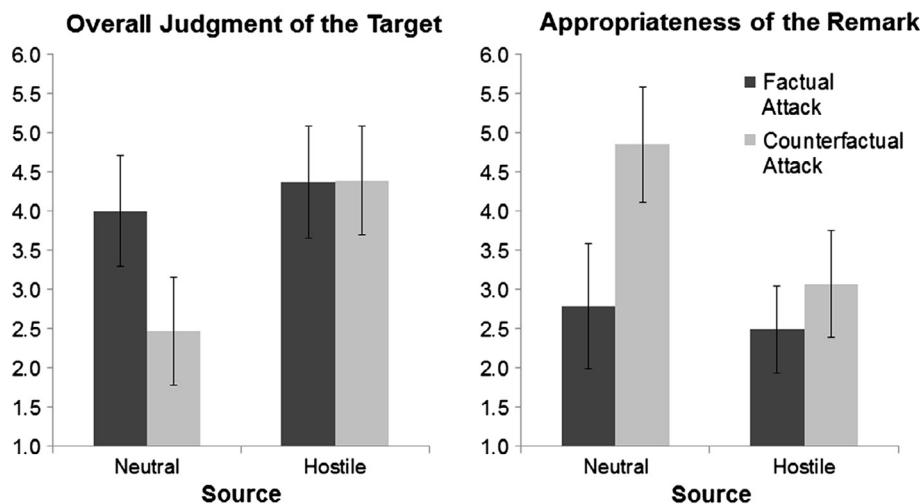 Overall Judgment of the Target
6.0
5.5
5.0
4.5
4.0
3.5
3.0
2.5
2.0
1.5
1.0
Neutral Hostile
Source
Appropriateness of the Remark
6.0
5.5
5.0
4.5
4.0
3.5
3.0
2.5
2.0
1.5
1.0
Factual
Attack
Counterfactual
Attack
Neutral Hostile
Source